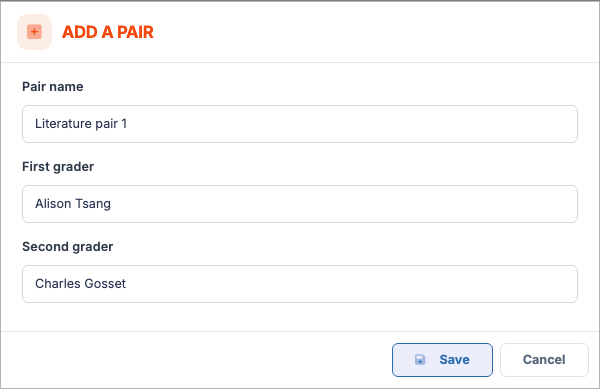 ADD A PAIR
Pair name
Literature pair 1
First grader
Alison Tsang
Second grader
Charles Gosset
Save
Cancel